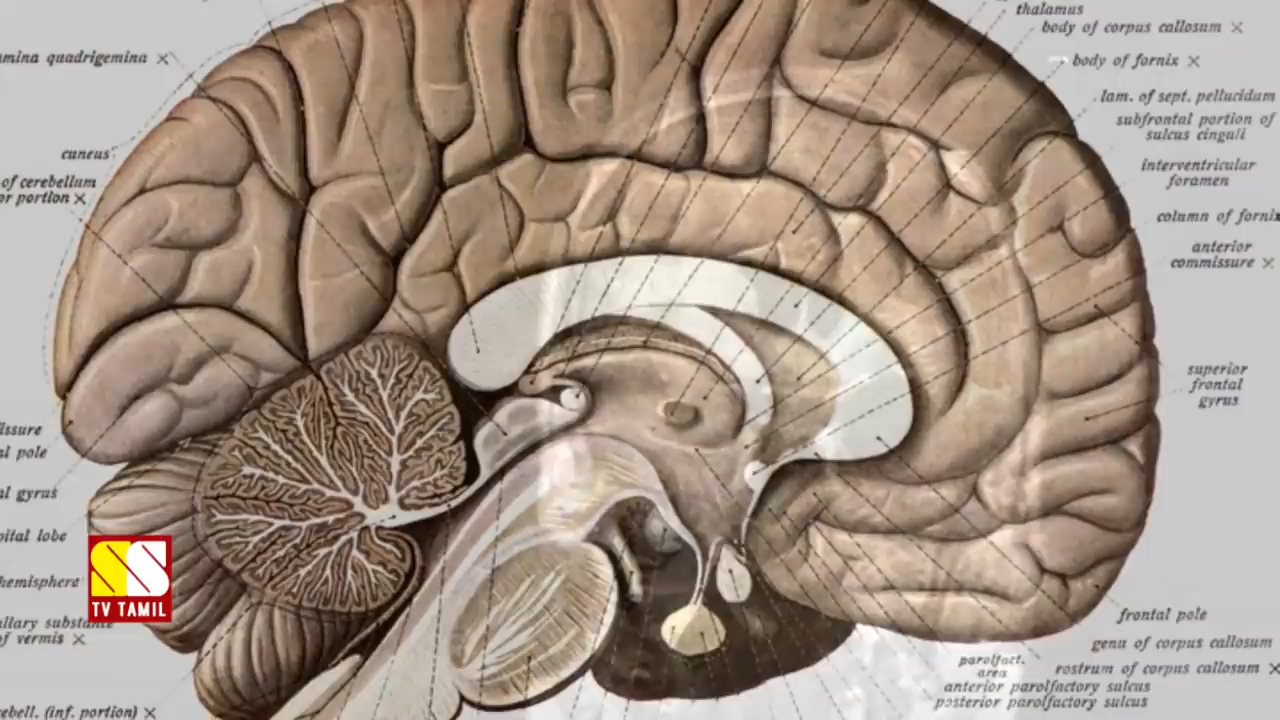 thalamus
body of corpus callosum ×
mina quadrigemina ×
body of fornix ×
lam. of sept. pellucidum
subfrontal portion of
sulcus cinguli
cuneus
interventricular
foramen
of cerebellum
or portion ×
column of fornix
anterior
commissure ×
superior
frontal
gyrus
issure
al pole
al gyrus
pital lobe
hemisphere
TV TAMIL
llary substance
of vermis ×
frontal pole
genu of corpus callosum
parolfact.
area
rostrum of corpus callosum ×
anterior parolfactory sulcus
posterior parolfactory sulcus
cebell. (inf. portion) ×